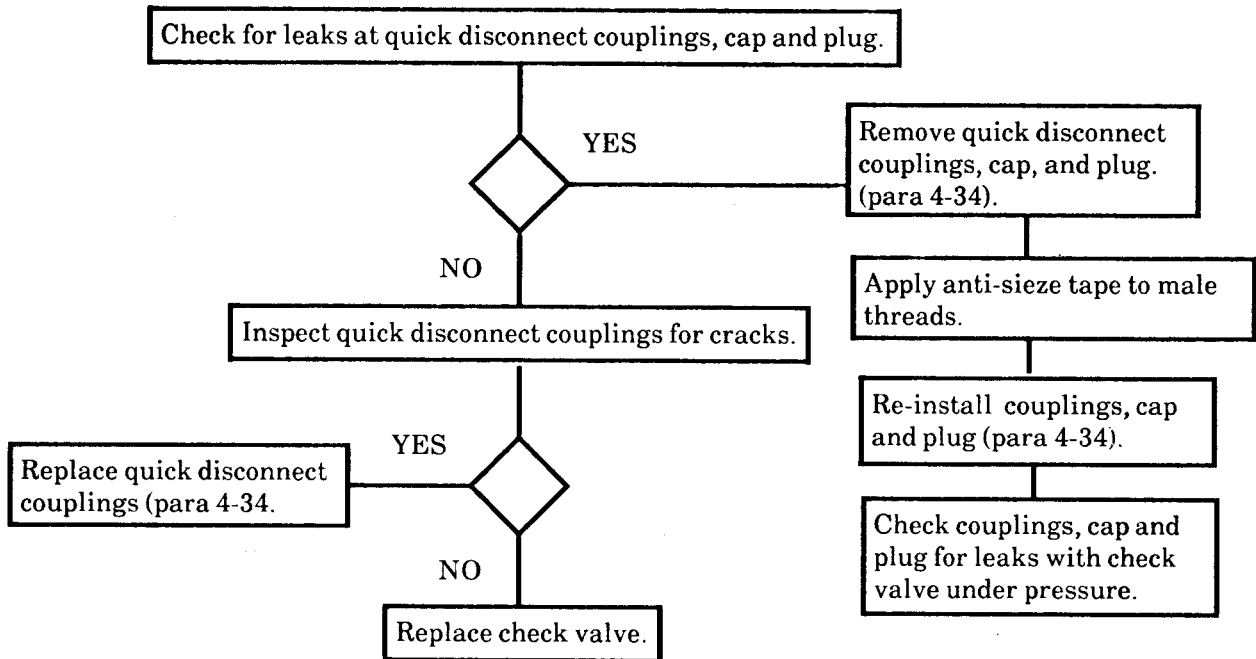 Check for leaks at quick disconnect couplings, cap and plug.
YES
Remove quick disconnect
couplings, cap, and plug.
(para 4-34).
NO
Apply anti-sieze tape to male
threads.
Inspect quick disconnect couplings for cracks.
Re-install couplings, cap
and plug (para 4-34).
YES
Replace quick disconnect
couplings (para 4-34.
Check couplings, cap and
plug for leaks with check
valve under pressure.
NO
Replace check valve.